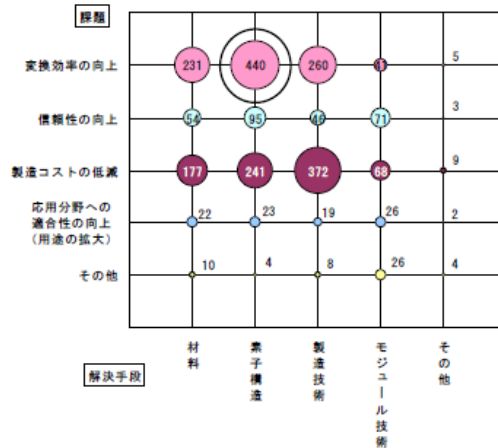 課題
変換効率の向上
231
440
260
41
5
信頼性の向上
54
95
46
71
3
製造コストの低減
177
241
372
68
9
応用分野への
適合性の向上
(用途の拡大)
22
23
19
26
2
その他
10
4
8
26
4
解決手段
材料
素子構造
製造技術
モジュール技術
その他